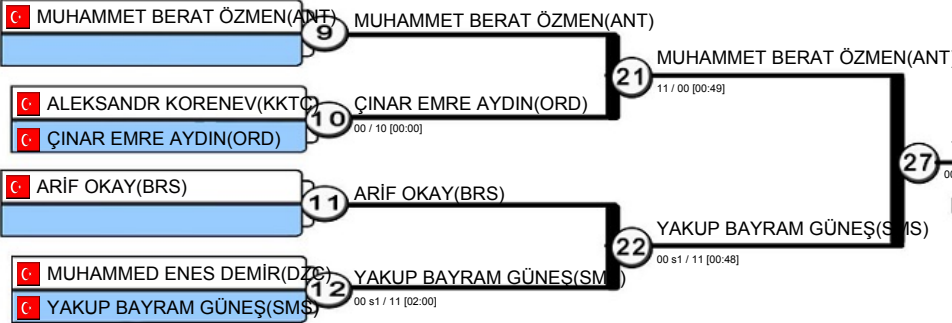 MUHAMMET BERAT ÖZMEN(ANT)
9
MUHAMMET BERAT ÖZMEN(ANT)
21
MUHAMMET BERAT ÖZMEN(ANT)
11 / 00 [00:49]
ALEKSANDR KORENEV(KKTC)
10
ÇINAR EMRE AYDIN(ORD)
00 / 10 [00:00]
ÇINAR EMRE AYDIN(ORD)
27
ARİF OKAY(BRS)
11
ARİF OKAY(BRS)
22
YAKUP BAYRAM GÜNEŞ(SMS)
00 s1 / 11 [00:48]
MUHAMMED ENES DEMİR(DZC)
12
YAKUP BAYRAM GÜNEŞ(SMS)
00 s1 / 11 [02:00]
YAKUP BAYRAM GÜNEŞ(SMS)